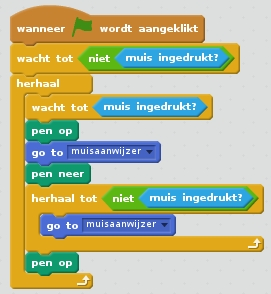 wanneer wordt aangeklikt
wacht tot niet muis ingedrukt?
herhaal
wacht tot muis ingedrukt?
pen op
go to muisaanwijzer
pen neer
herhaal tot niet muis ingedrukt?
go to muisaanwijzer
pen op